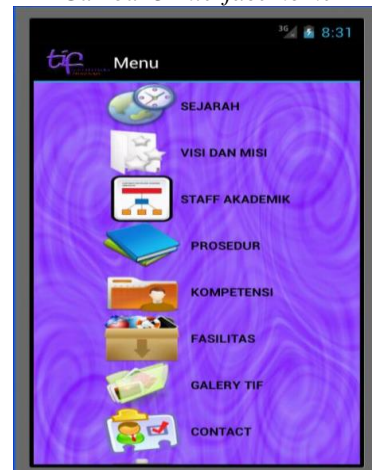 3G 8:31
tif Menu
SEJARAH
VISI DAN MISI
STAFF AKADEMIK
PROSEDUR
KOMPETENSI
FASILITAS
GALERY TIF
CONTACT